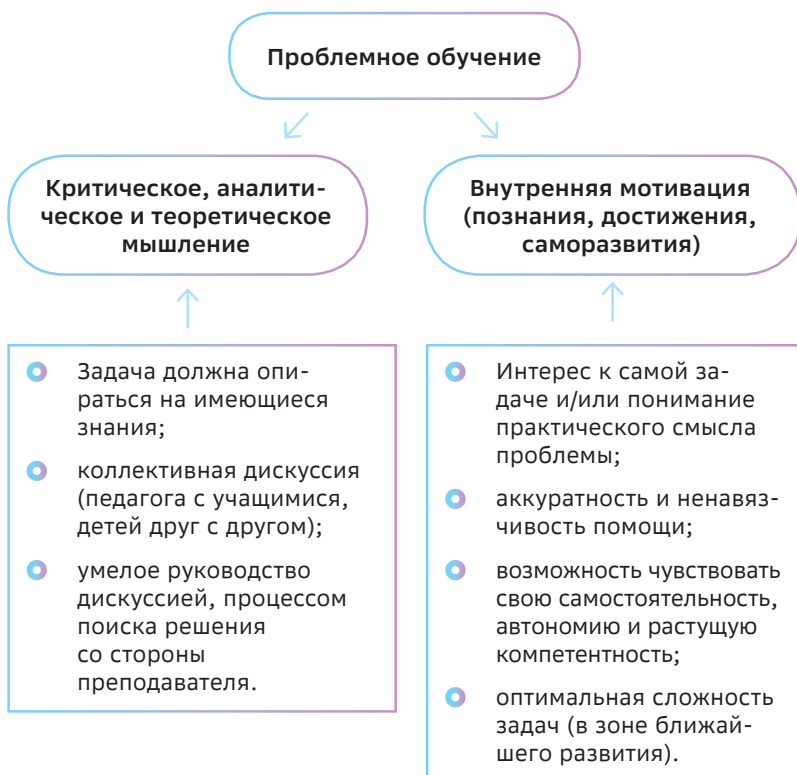 Проблемное обучение
Критическое, аналити-
ческое и теоретическое
мышление
Внутренняя мотивация
(познания, достижения,
саморазвития)
Задача должна опи-
раться на имеющиеся
знания;
коллективная дискуссия
(педагога с учащимися,
детей друг с другом);
умелое руководство
дискуссией, процессом
поиска решения
со стороны
преподавателя.
Интерес к самой за-
даче и/или понимание
практического смысла
проблемы;
аккуратность и ненавяз-
чивость помощи;
возможность чувствовать
свою самостоятельность,
автономию и растущую
компетентность;
оптимальная сложность
задач (в зоне ближай-
шего развития).